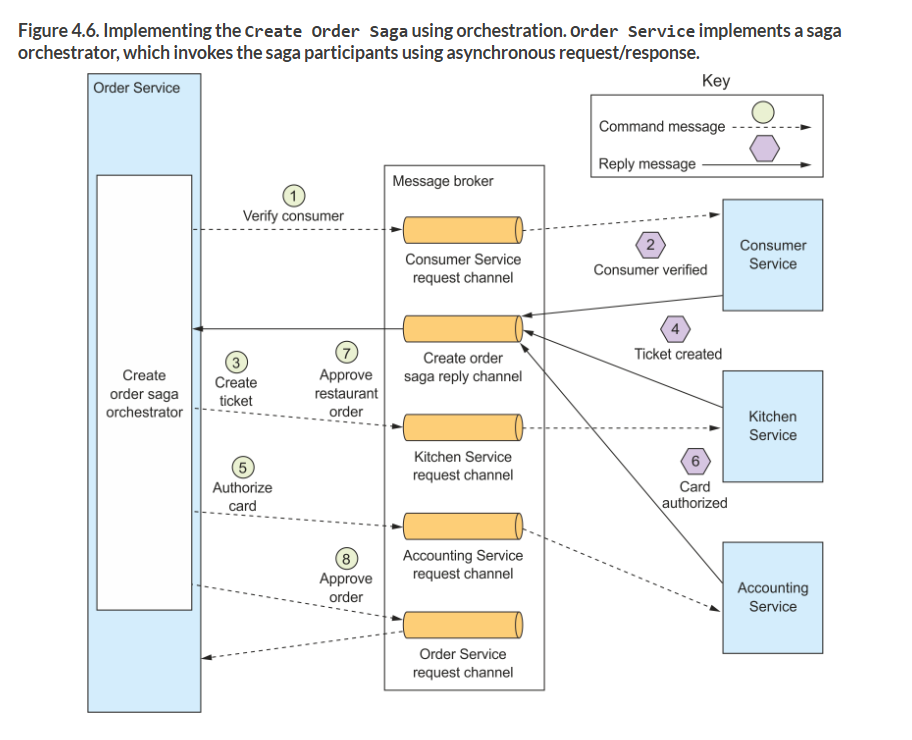 Figure 4.6. Implementing the Create Order Saga using orchestration. Order Service implements a saga
orchestrator, which invokes the saga participants using asynchronous request/response.
Key
Order Service
Command message
Reply message
Message broker
1
Verify consumer
Consumer Service
request channel
2
Consumer verified
Consumer
Service
4
Ticket created
Create order
saga reply channel
3
Create
ticket
7
Approve
restaurant
order
Create
order saga
orchestrator
Kitchen Service
request channel
Kitchen
Service
5
Authorize
card
6
Card
authorized
Accounting Service
request channel
8
Approve
order
Accounting
Service
Order Service
request channel